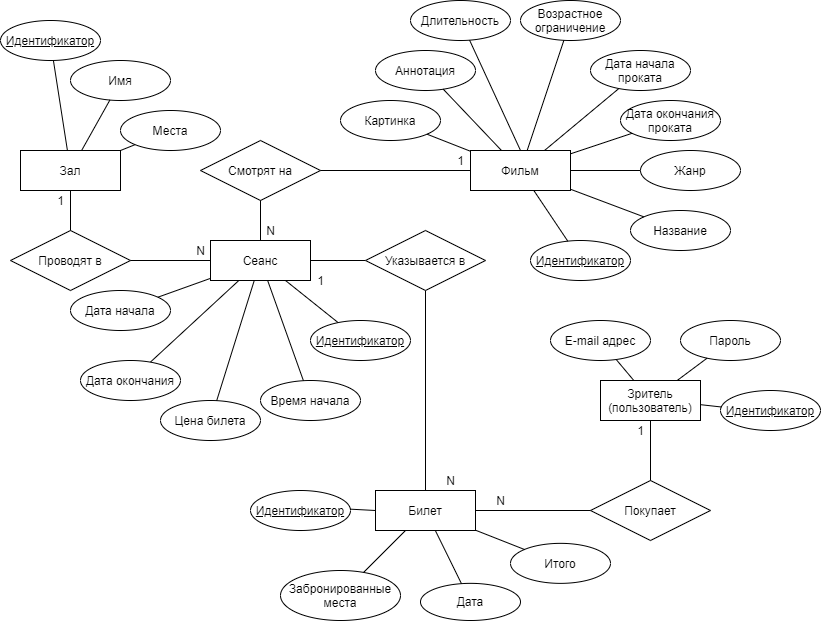 Длительность
Возрастное
ограничение
Идентификатор
Аннотация
Дата начала
проката
Имя
Картинка
Дата окончания
проката
Места
1
Зал
Смотрят на
Фильм
Жанр
1
N
Название
N
Проводят в
Сеанс
Указывается в
Идентификатор
1
Дата начала
Идентификатор
E-mail адрес
Пароль
Дата окончания
Время начала
Зритель
(пользователь)
Идентификатор
Цена билета
1
N
N
Идентификатор
Билет
Покупает
Итого
Забронированные
места
Дата